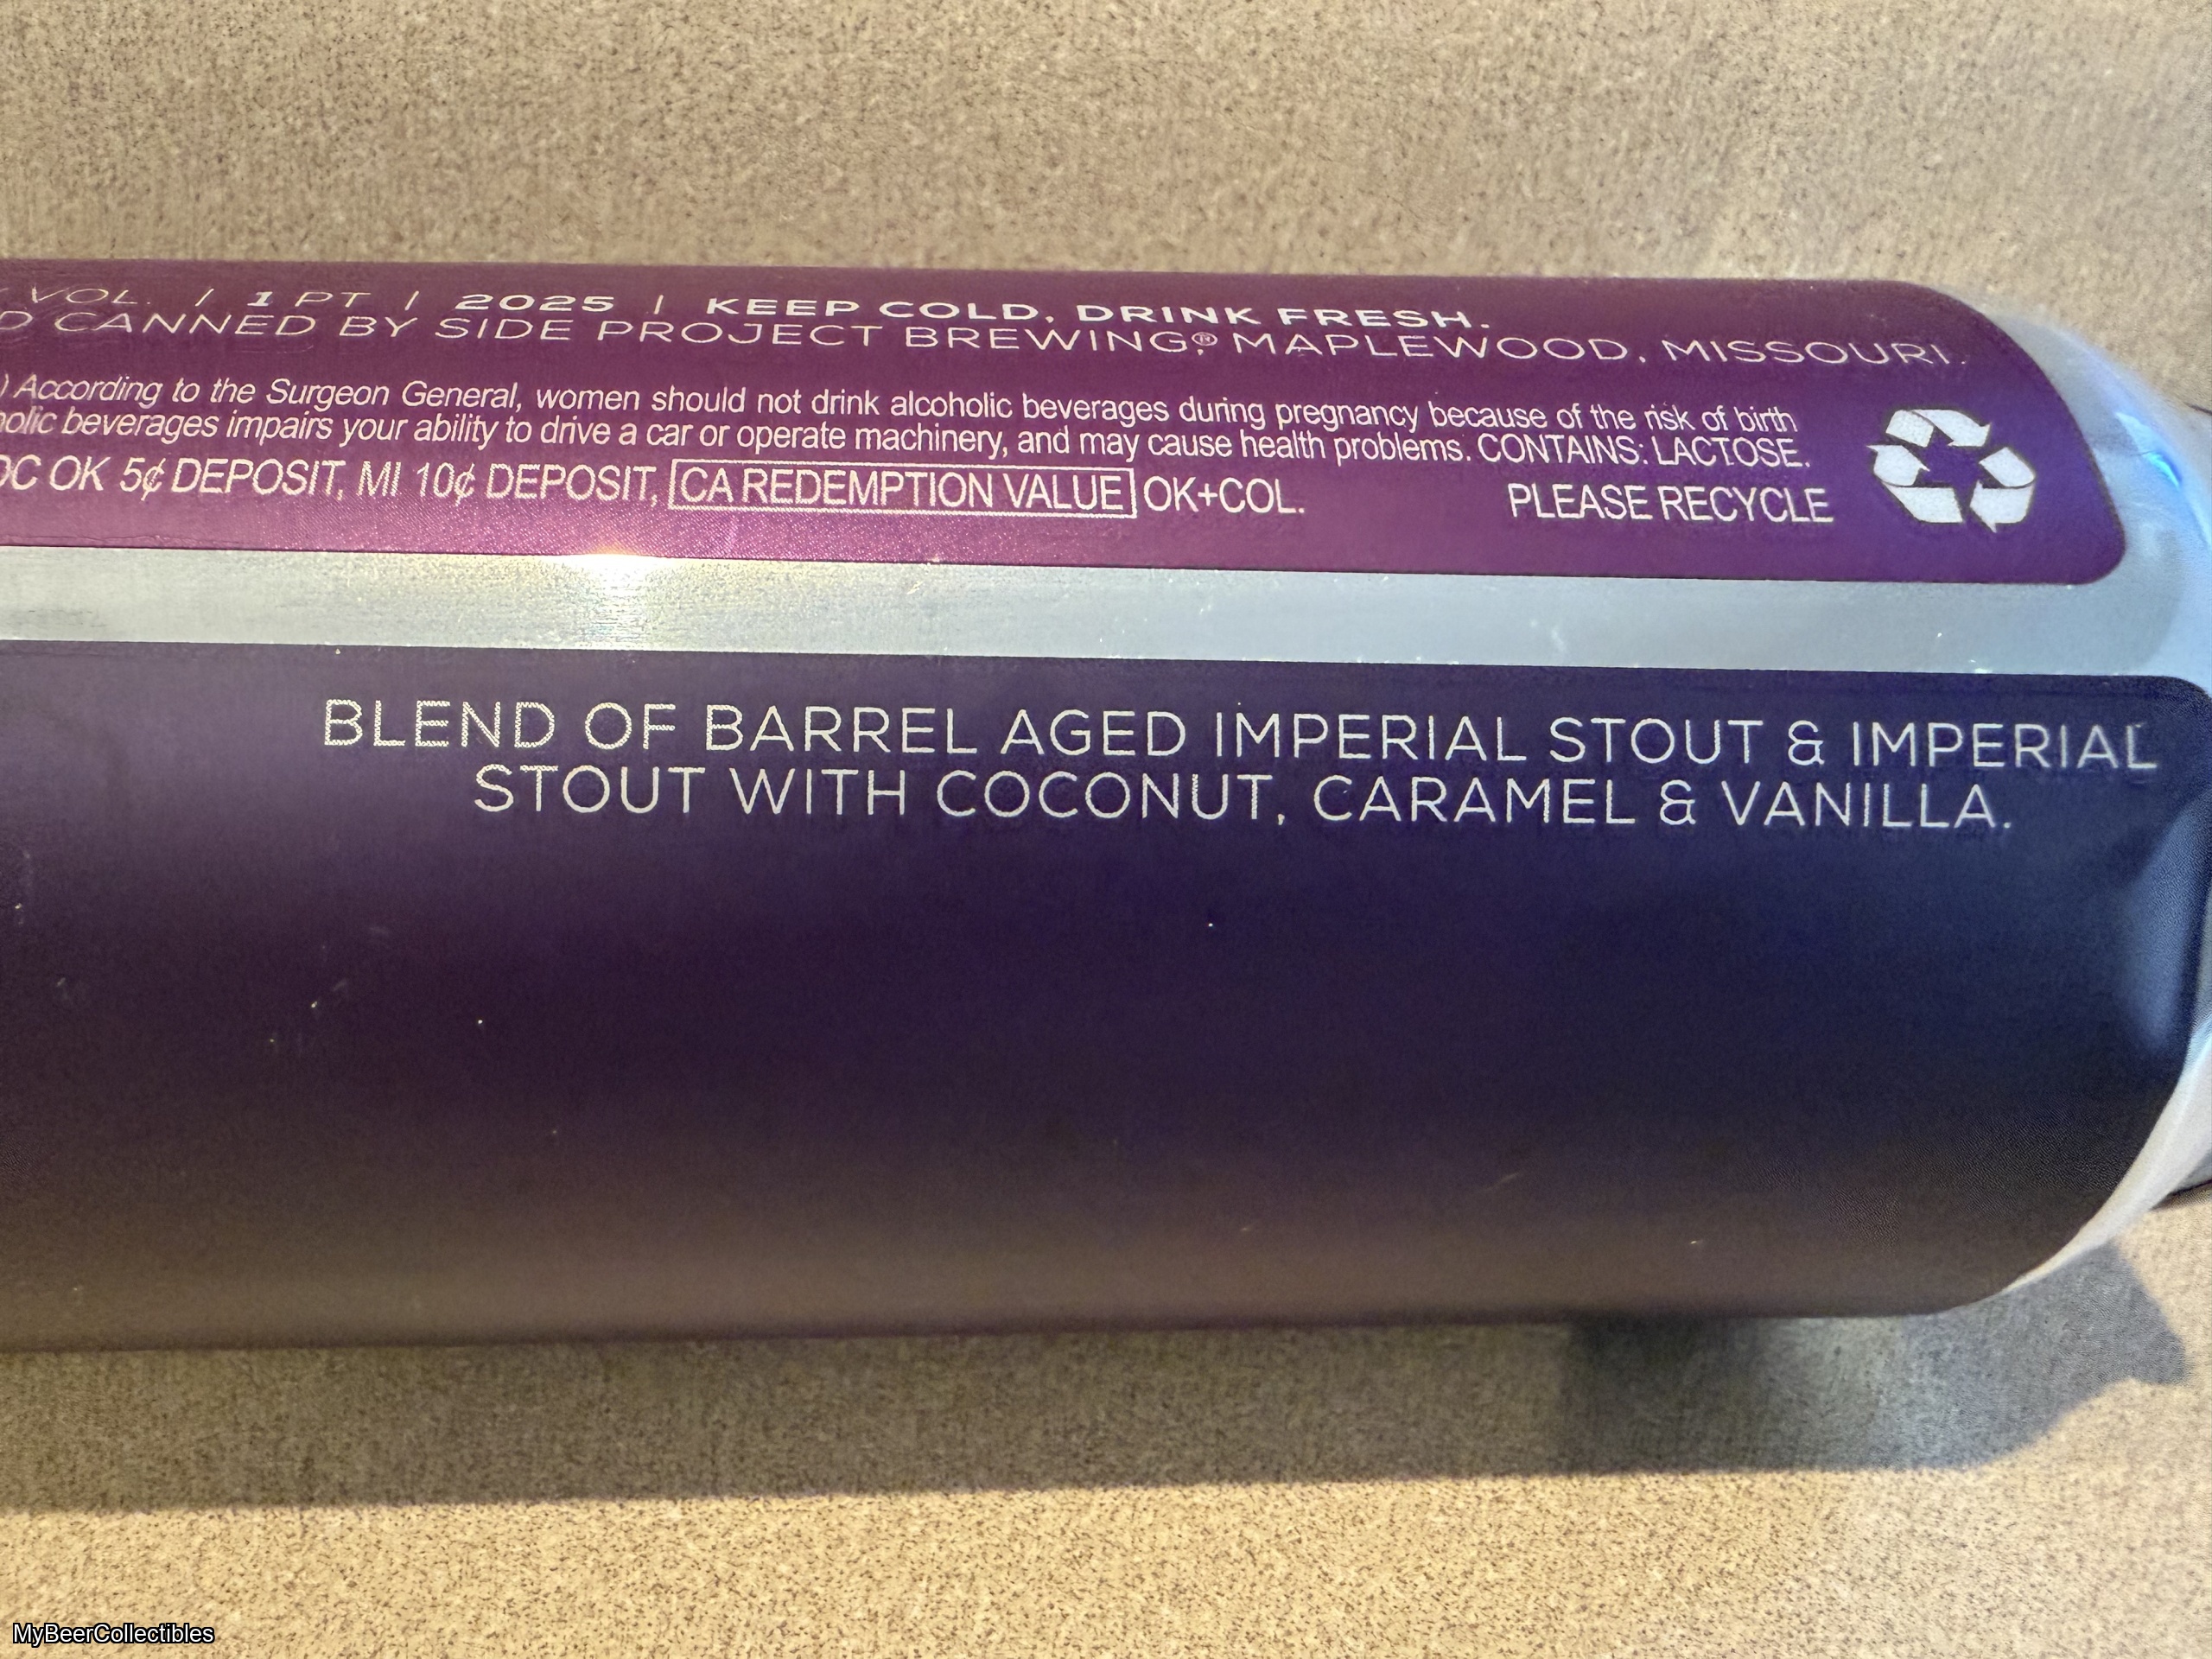 VOL. / 1 PT / 2025 | KEEP COLD, DRINK FRESH.
CANNED BY SIDE PROJECT BREWING,® MAPLEWOOD, MISSOURI.
) According to the Surgeon General, women should not drink alcoholic beverages during pregnancy because of the risk of birth
beverages impairs your ability to drive a car or operate machinery, and may cause health problems. CONTAINS: LACTOSE.
OK 5¢ DEPOSIT, MI 10¢ DEPOSIT, CA REDEMPTION VALUE OK+COL.
PLEASE RECYCLE
BLEND OF BARREL AGED IMPERIAL STOUT & IMPERIAL
STOUT WITH COCONUT, CARAMEL & VANILLA.
MyBeerCollectibles